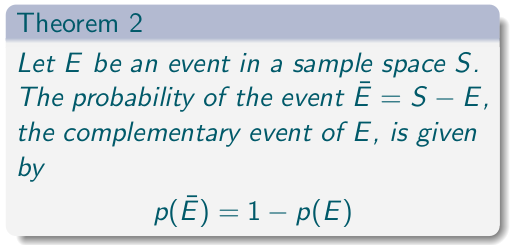 Theorem 2
Let E be an event in a sample space S.
The probability of the event Ē = S − E,
the complementary event of E, is given
by
p(Ē) = 1 − p(E)